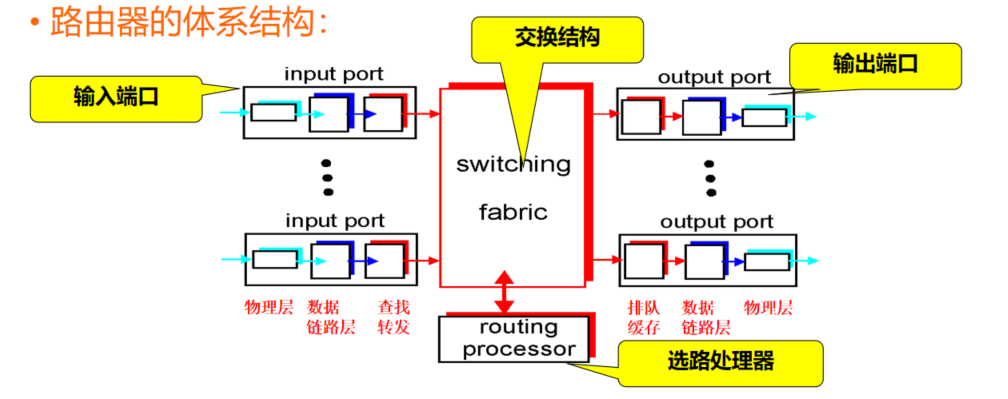 • 路由器的体系结构：
交换结构
输入端口
input port
output port
输出端口
switching
fabric
input port
output port
物理层
数据
链路层
查找
转发
排队
缓存
数据
链路层
物理层
routing
processor
选路处理器